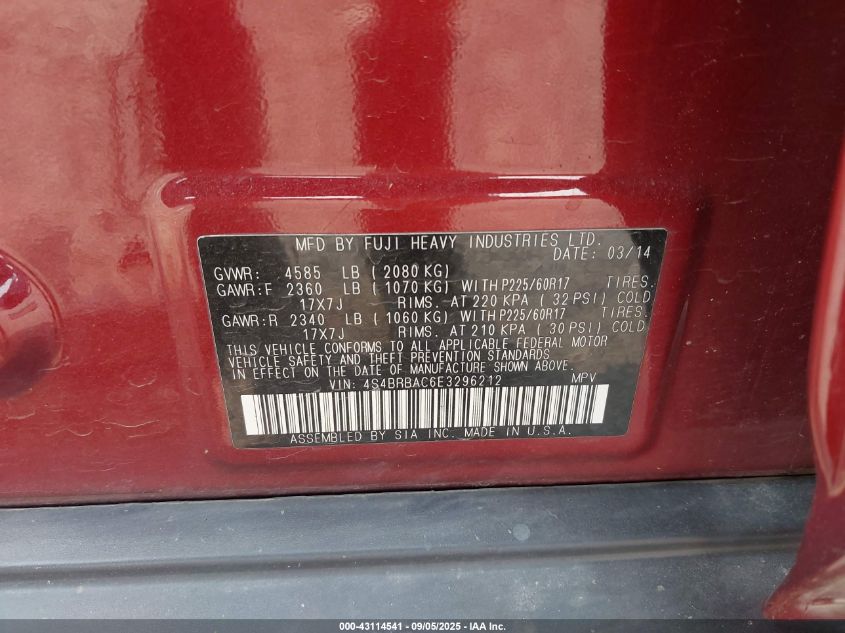 MFD BY FUJI HEAVY INDUSTRIES LTD.
DATE: 03/14
GVWR: 4585 LB (2080 KG)
GAWR:F 2360 LB (1070 KG) WITH P225/60R17 TIRES.
17X7J RIMS. AT 220 KPA (32 PSI) COLD
GAWR:R 2340 LB (1060 KG) WITH P225/60R17 TIRES.
17X7J RIMS. AT 210 KPA (30 PSI) COLD
THIS VEHICLE CONFORMS TO ALL APPLICABLE FEDERAL MOTOR
VEHICLE SAFETY AND THEFT PREVENTION STANDARDS
IN EFFECT ON THE DATE OF MANUFACTURE SHOWN ABOVE.
VIN: 4S4BRBAC6E3296212 MPV
ASSEMBLED BY SIA INC. MADE IN U.S.A.
000-43114541 - 09/05/2025 - IAA Inc.